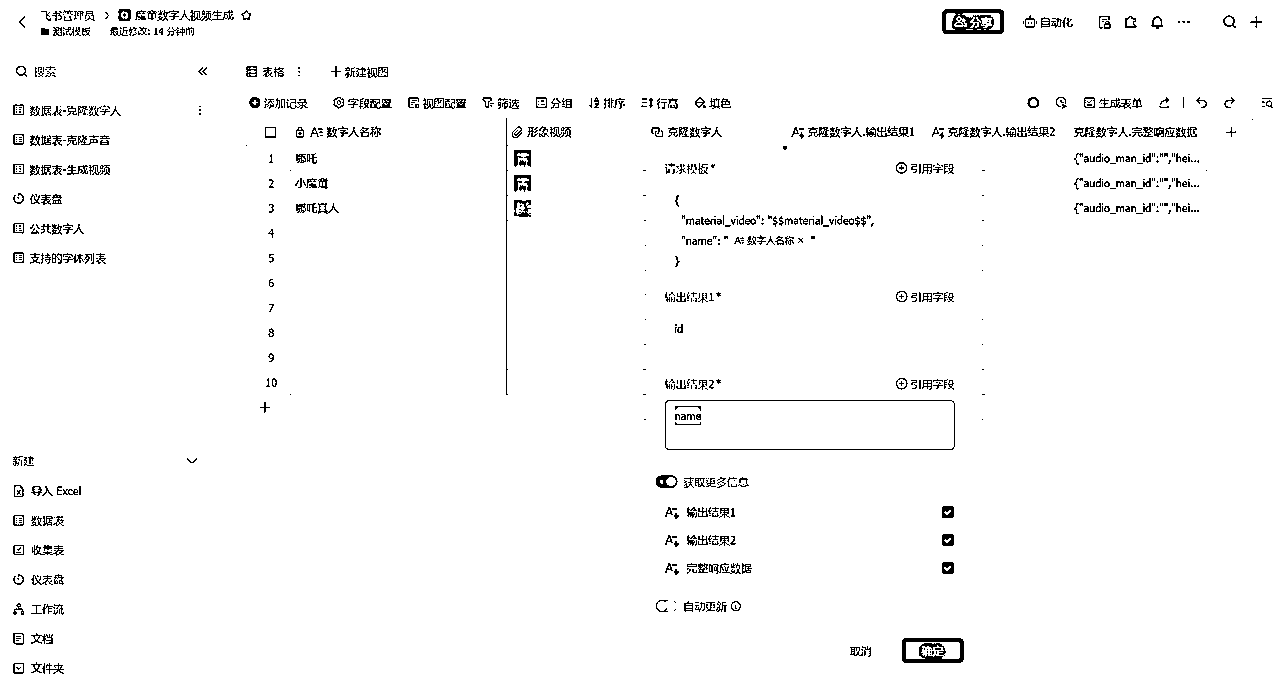 飞书管理员 > 魔童数字人视频生成
测试模板 最近修改: 14 分钟前
分享
自动化
搜索
数据表-克隆数字人
数据表-克隆声音
数据表-生成视频
仪表盘
公共数字人
支持的字体列表
新建
导入 Excel
数据表
收集表
仪表盘
工作流
文档
文件夹
表格
新建视图
添加记录 字段配置 视图配置 筛选 分组 排序 行高 填色 生成表单
数字人名称 形象视频 克隆数字人 克隆数字人.输出结果1 克隆数字人.输出结果2 克隆数字人.完整响应数据
1 哪吒 {"audio_man_id":"","hei...
2 小魔童 {"audio_man_id":"","hei...
3 哪吒真人 {"audio_man_id":"","hei...
4
5
6
7
8
9
10
请求模板* 引用字段
{
"material_video": "$$material_video$$",
"name": " 数字人名称 × "
}
输出结果1* 引用字段
id
输出结果2* 引用字段
name
获取更多信息
输出结果1
输出结果2
完整响应数据
自动更新
取消 确定